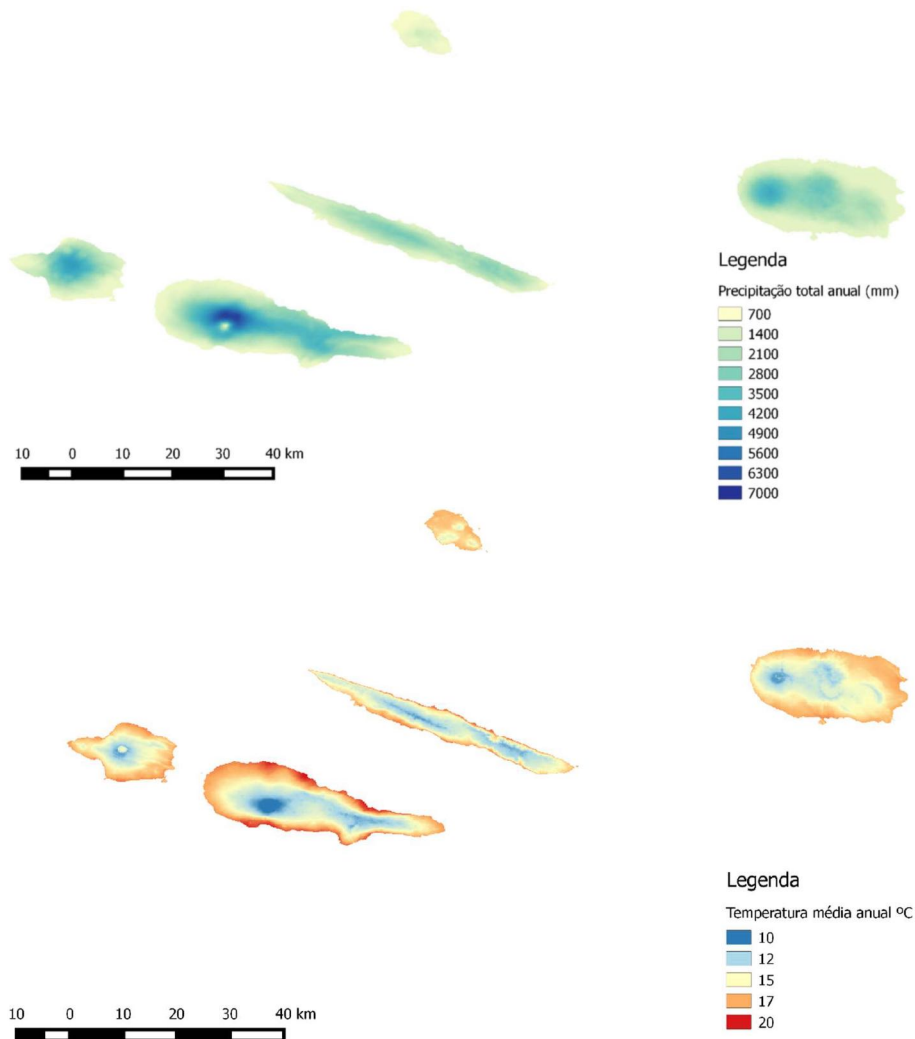 Legenda
Precipitação total anual (mm)
700
1400
2100
2800
3500
4200
4900
5600
6300
7000
10 0 10 20 30 40 km
Legenda
Temperatura média anual ºC
10
12
15
17
20
10 0 10 20 30 40 km